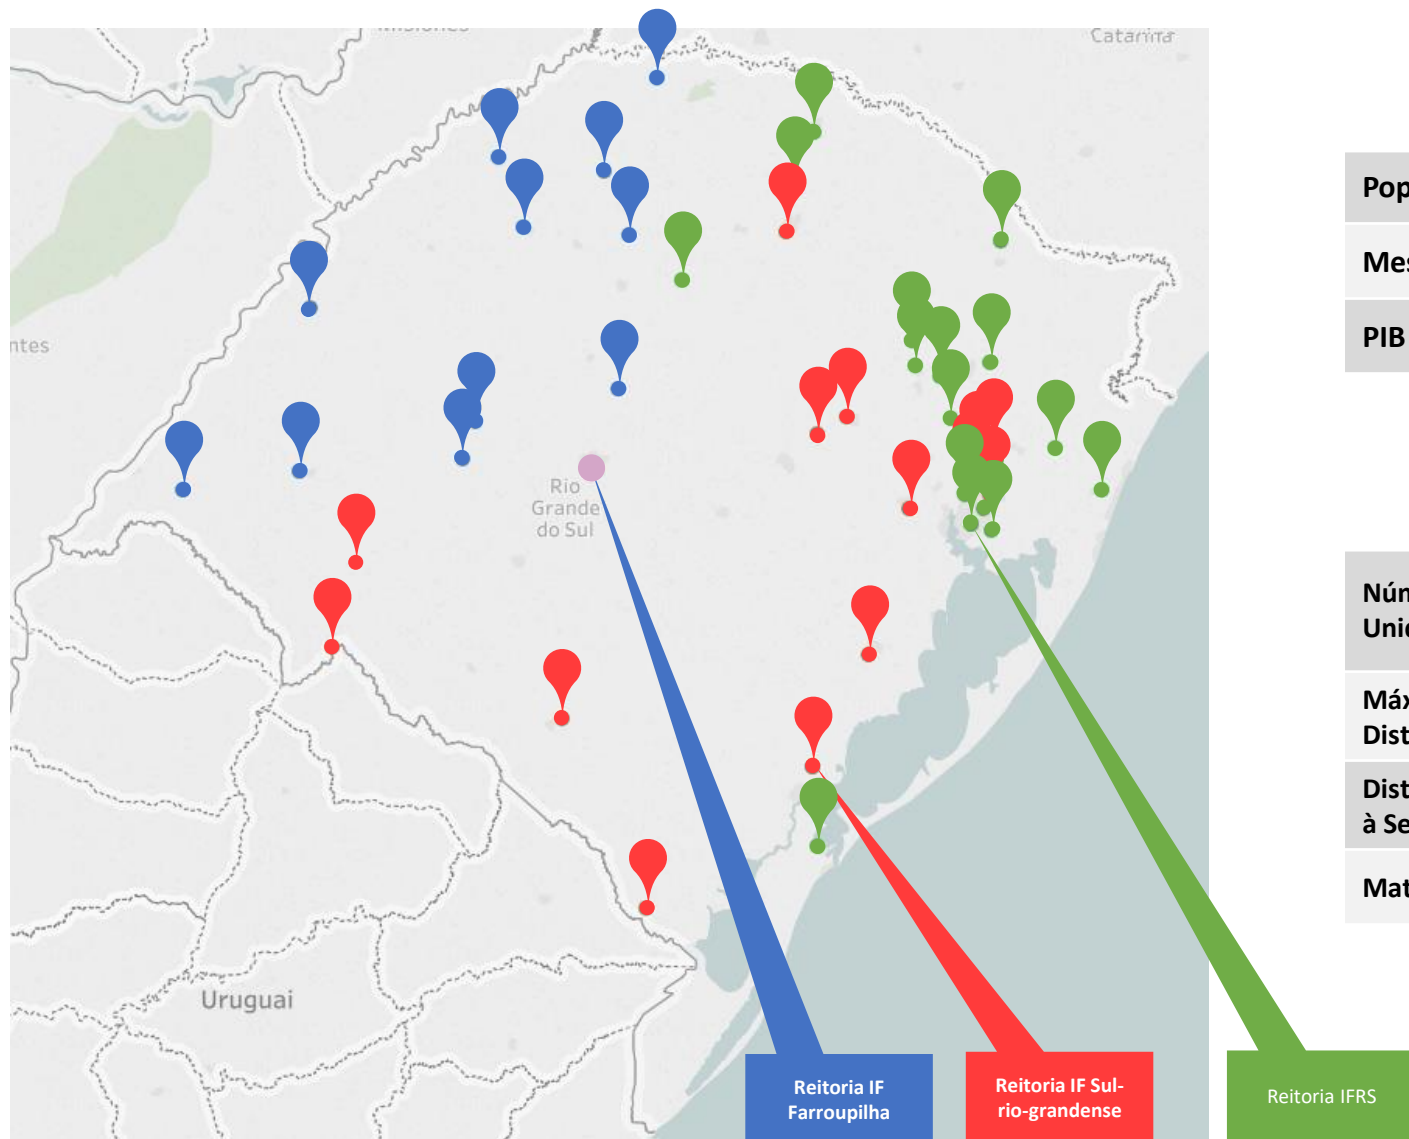 Misiones
Catarina
ntes
Rio
Grande
do Sul
Uruguai
Pop
Mes
PIB
Núm
Unid
Máx
Dist
Dist
à Se
Mat
Reitoria IF
Farroupilha
Reitoria IF Sul-
rio-grandense
Reitoria IFRS